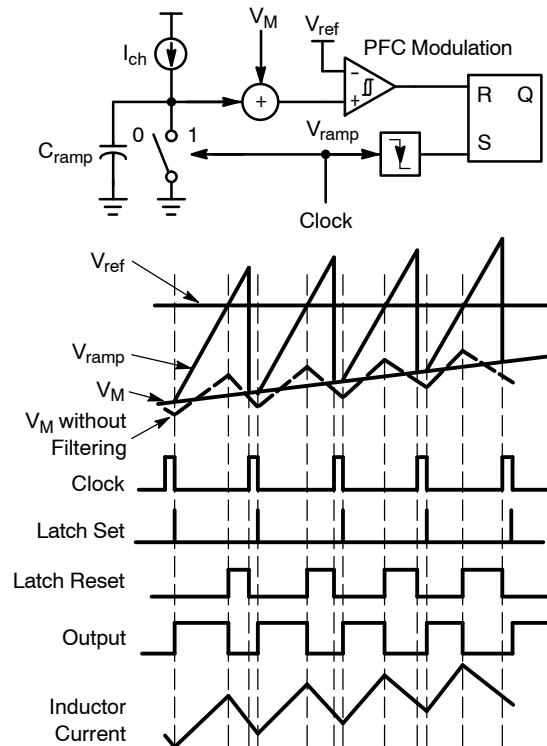 V_M V_ref
PFC Modulation
I_ch
− +
+
R Q
S
0 1
V_ramp
C_ramp
Clock
V_ref
V_ramp
V_M
V_M without
Filtering
Clock
Latch Set
Latch Reset
Output
Inductor
Current